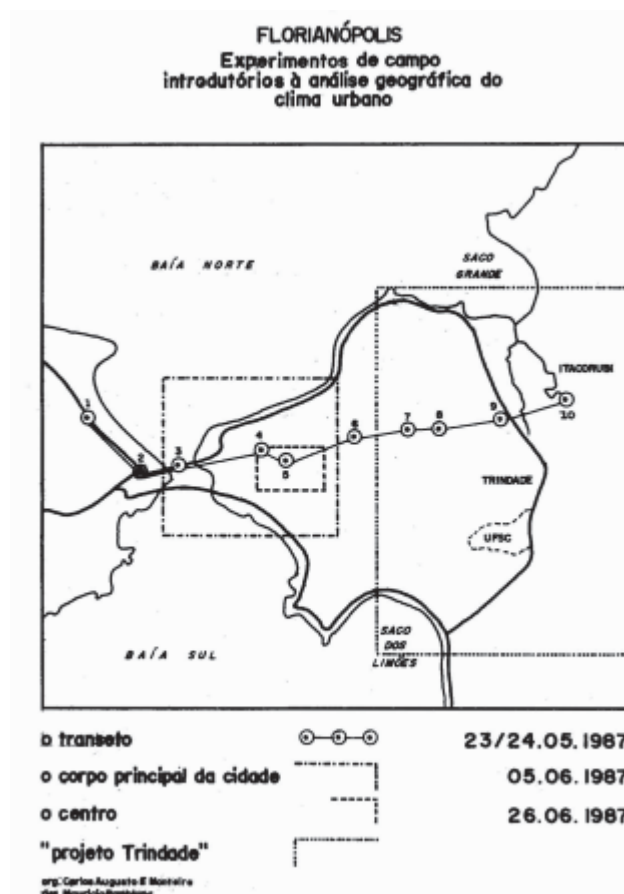 FLORIANÓPOLIS
Experimentos de campo
introdutórios à análise geográfica do
clima urbano
BAÍA NORTE
SACO
GRANDE
ITACORUBI
1
2
3
4
5
6
7
8
9
10
TRINDADE
UFSC
BAÍA SUL
SACO
DOS
LIMÕES
o transeto 23/24.05.1987
o corpo principal da cidade 05.06.1987
o centro 26.06.1987
"projeto Trindade"
org: Carlos Augusto F Monteiro
des